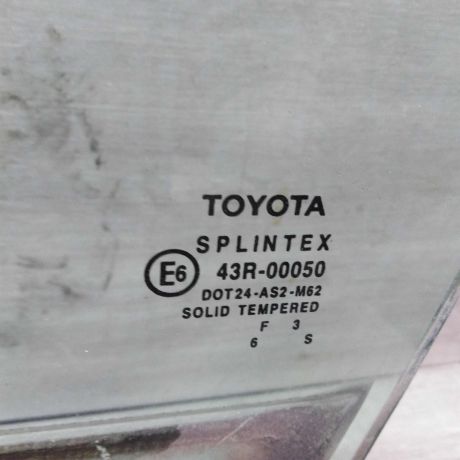 TOYOTA
SPLINTEX
E6 43R-00050
DOT24-AS2-M62
SOLID TEMPERED
F 3
6 S